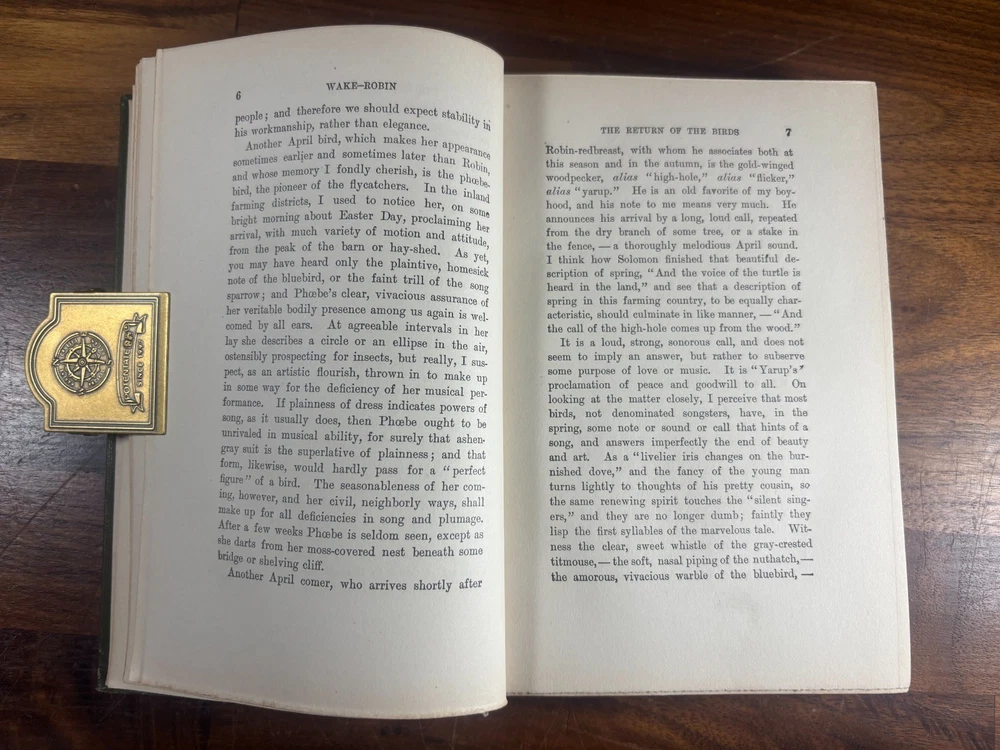 6
WAKE-ROBIN
people; and therefore we should expect stability in
his workmanship, rather than elegance.
Another April bird, which makes her appearance
sometimes earlier and sometimes later than Robin,
and whose memory I fondly cherish, is the phœbe-
bird, the pioneer of the flycatchers. In the inland
farming districts, I used to notice her, on some
bright morning about Easter Day, proclaiming her
arrival, with much variety of motion and attitude,
from the peak of the barn or hay-shed. As yet,
you may have heard only the plaintive, homesick
note of the bluebird, or the faint trill of the song
sparrow; and Phœbe's clear, vivacious assurance of
her veritable bodily presence among us again is wel-
comed by all ears. At agreeable intervals in her
lay she describes a circle or an ellipse in the air,
ostensibly prospecting for insects, but really, I sus-
pect, as an artistic flourish, thrown in to make up
in some way for the deficiency of her musical per-
formance. If plainness of dress indicates powers of
song, as it usually does, then Phœbe ought to be
unrivaled in musical ability, for surely that ashen-
gray suit is the superlative of plainness; and that
form, likewise, would hardly pass for a "perfect
figure" of a bird. The seasonableness of her com-
ing, however, and her civil, neighborly ways, shall
make up for all deficiencies in song and plumage.
After a few weeks Phœbe is seldom seen, except as
she darts from her moss-covered nest beneath some
bridge or shelving cliff.
Another April comer, who arrives shortly after
THE RETURN OF THE BIRDS
7
Robin-redbreast, with whom he associates both at
this season and in the autumn, is the gold-winged
woodpecker, alias "high-hole," alias "flicker,"
alias "yarup." He is an old favorite of my boy-
hood, and his note to me means very much. He
announces his arrival by a long, loud call, repeated
from the dry branch of some tree, or a stake in
the fence, — a thoroughly melodious April sound.
I think how Solomon finished that beautiful de-
scription of spring, "And the voice of the turtle is
heard in the land," and see that a description of
spring in this farming country, to be equally char-
acteristic, should culminate in like manner, — "And
the call of the high-hole comes up from the wood."
It is a loud, strong, sonorous call, and does not
seem to imply an answer, but rather to subserve
some purpose of love or music. It is "Yarup's"
proclamation of peace and goodwill to all. On
looking at the matter closely, I perceive that most
birds, not denominated songsters, have, in the
spring, some note or sound or call that hints of a
song, and answers imperfectly the end of beauty
and art. As a "livelier iris changes on the bur-
nished dove," and the fancy of the young man
turns lightly to thoughts of his pretty cousin, so
the same renewing spirit touches the "silent sing-
ers," and they are no longer dumb; faintly they
lisp the first syllables of the marvelous tale. Wit-
ness the clear, sweet whistle of the gray-crested
titmouse, — the soft, nasal piping of the nuthatch, —
the amorous, vivacious warble of the bluebird, —